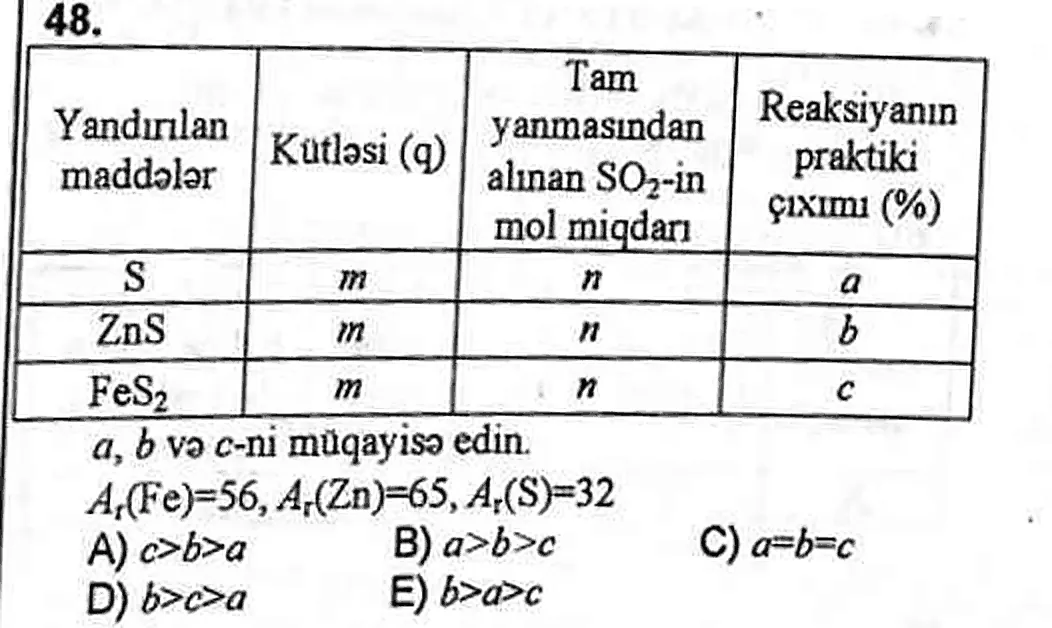 48.
Yandırılan maddələr | Kütləsi (q) | Tam yanmasından alınan SO₂-in mol miqdarı | Reaksiyanın praktiki çıxımı (%)
S | m | n | a
ZnS | m | n | b
FeS₂ | m | n | c
a, b və c-ni müqayisə edin.
Aᵣ(Fe)=56, Aᵣ(Zn)=65, Aᵣ(S)=32
A) c>b>a B) a>b>c C) a=b=c
D) b>c>a E) b>a>c